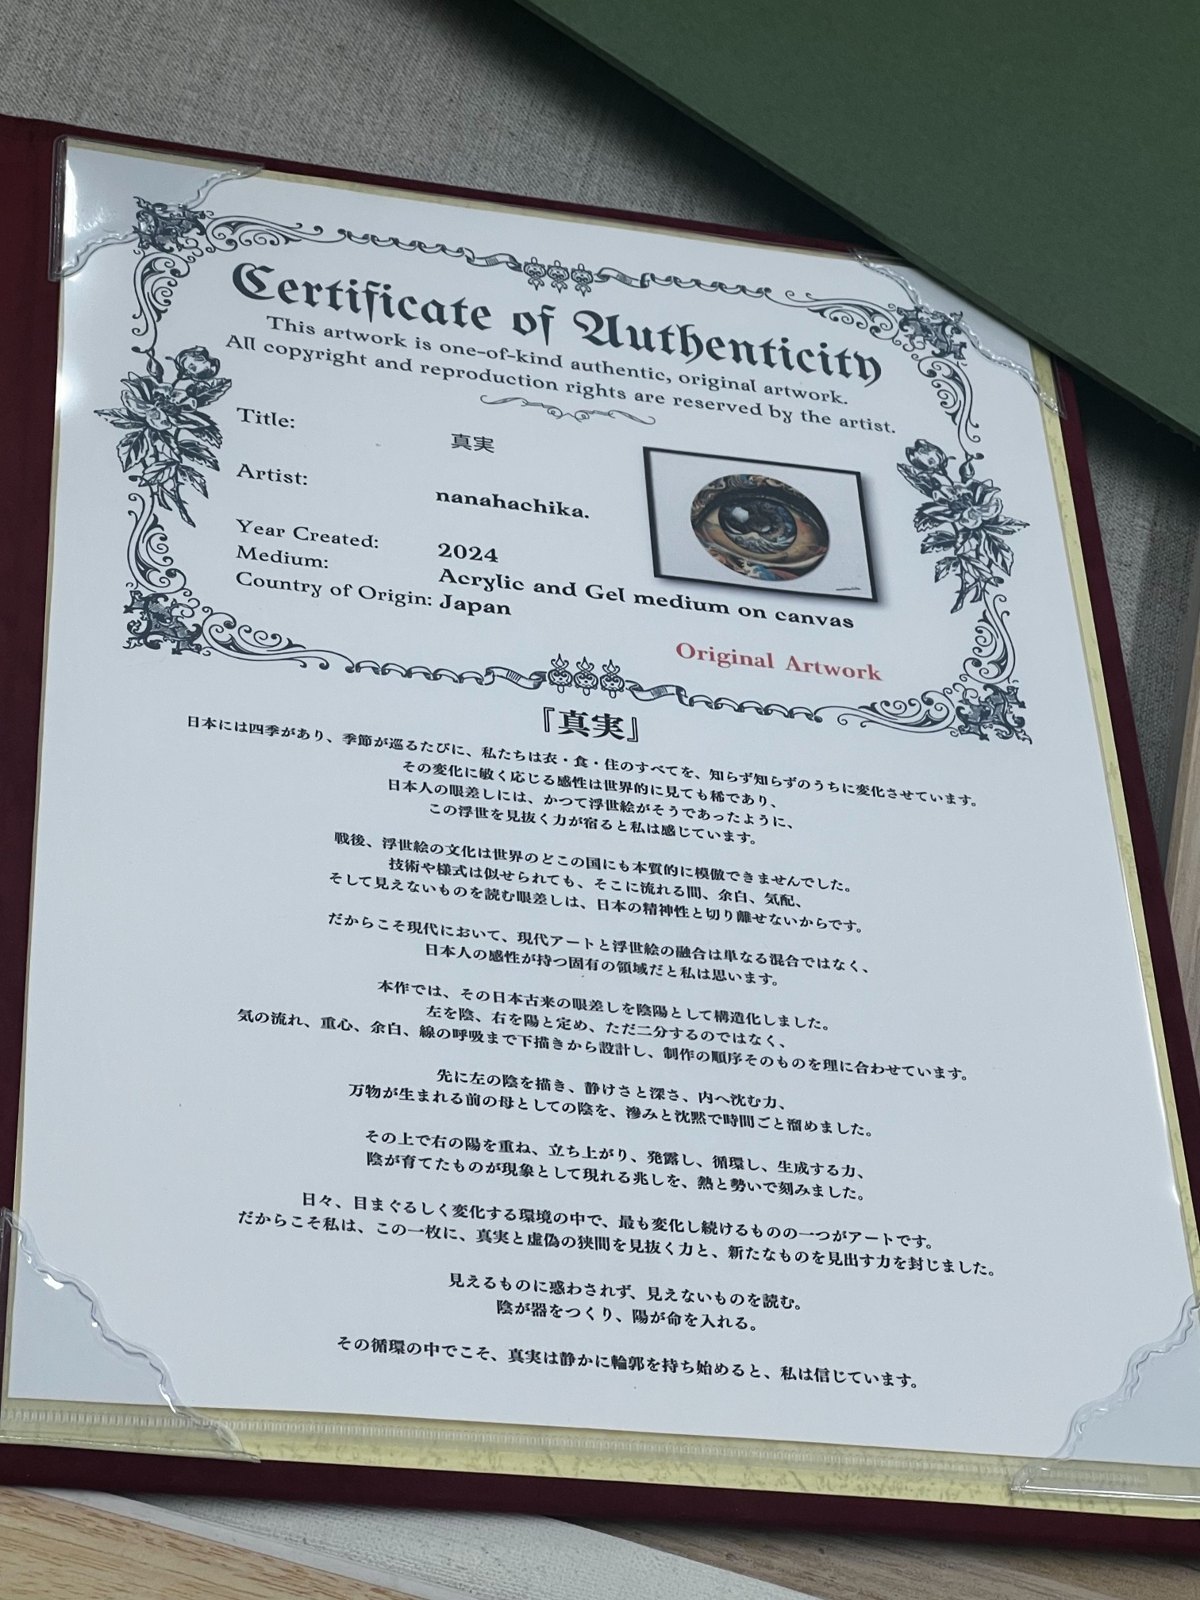 Certificate of Authenticity
This artwork is one-of-kind authentic, original artwork.
All copyright and reproduction rights are reserved by the artist.
Title: 真実
Artist: nanahachika.
Year Created: 2024
Medium: Acrylic and Gel medium on canvas
Country of Origin: Japan
Original Artwork
『真実』
日本には四季があり、季節が巡るたびに、私たちは衣・食・住のすべてを、知らず知らずのうちに変化させています。
その変化に敏く応じる感性は世界的に見ても稀であり、
日本人の眼差しには、かつて浮世絵がそうであったように、
この浮世を見抜く力が宿ると私は感じています。
戦後、浮世絵の文化は世界のどこの国にも本質的に模倣できませんでした。
技術や様式は似せられても、そこに流れる間、余白、気配、
そして見えないものを読む眼差しは、日本の精神性と切り離せないからです。
だからこそ現代において、現代アートと浮世絵の融合は単なる混合ではなく、
日本人の感性が持つ固有の領域だと私は思います。
本作では、その日本古来の眼差しを陰陽として構造化しました。
左を陰、右を陽と定め、ただ二分するのではなく、
気の流れ、重心、余白、線の呼吸まで下描きから設計し、制作の順序そのものを理に合わせています。
先に左の陰を描き、静けさと深さ、内へ沈む力、
万物が生まれる前の母としての陰を、滲みと沈黙で時間ごと溜めました。
その上で右の陽を重ね、立ち上がり、発露し、循環し、生成する力、
陰が育てたものが現象として現れる兆しを、熱と勢いで刻みました。
日々、目まぐるしく変化する環境の中で、最も変化し続けるものの一つがアートです。
だからこそ私は、この一枚に、真実と虚偽の狭間を見抜く力と、新たなものを見出す力を封じました。
見えるものに惑わされず、見えないものを読む。
陰が器をつくり、陽が命を入れる。
その循環の中でこそ、真実は静かに輪郭を持ち始めると、私は信じています。